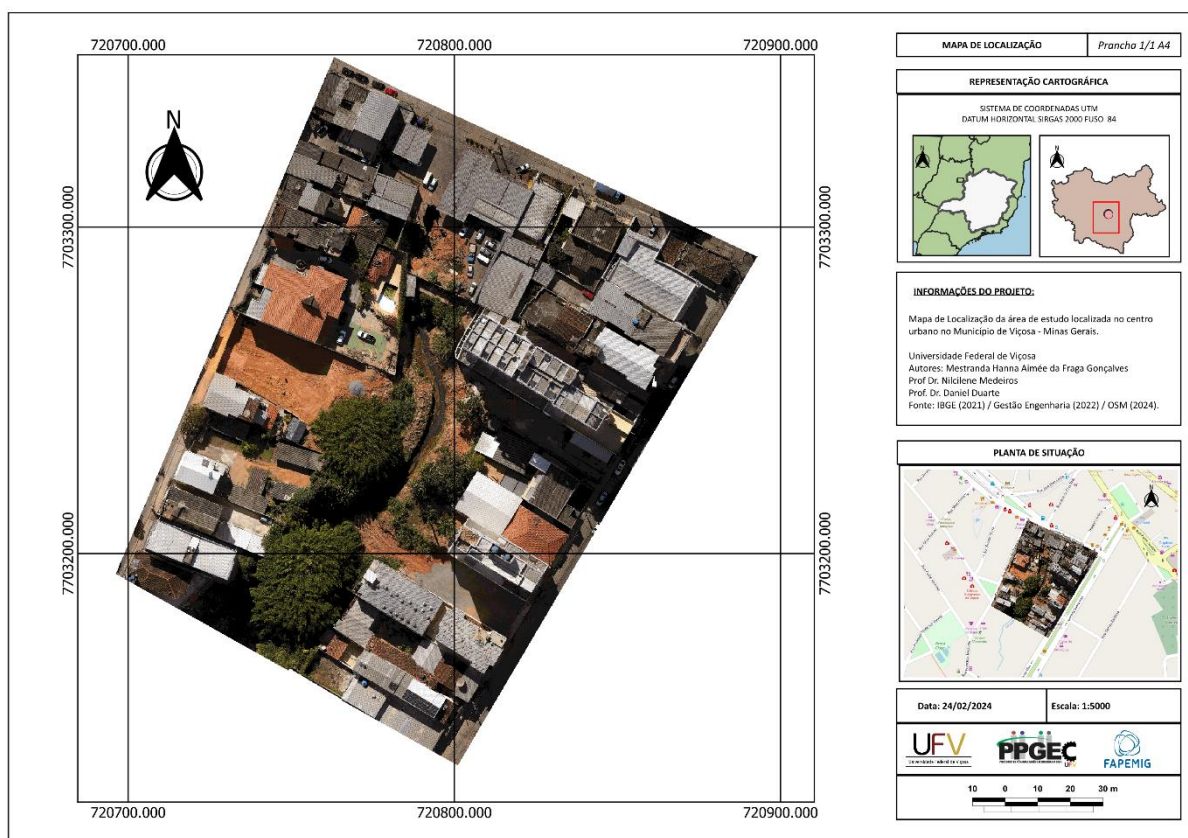 720700.000
720800.000
720900.000
N
7703300.000
7703300.000
7703200.000
7703200.000
720700.000
720800.000
720900.000
MAPA DE LOCALIZAÇÃO
Prancha 1/1 A4
REPRESENTAÇÃO CARTOGRÁFICA
SISTEMA DE COORDENADAS UTM
DATUM HORIZONTAL SIRGAS 2000 FUSO 84
N
N
INFORMAÇÕES DO PROJETO:
Mapa de Localização da área de estudo localizada no centro
urbano no Município de Viçosa - Minas Gerais.
Universidade Federal de Viçosa
Autores: Mestranda Hanna Aimée da Fraga Gonçalves
Prof Dr. Nilcilene Medeiros
Prof. Dr. Daniel Duarte
Fonte: IBGE (2021) / Gestão Engenharia (2022) / OSM (2024).
PLANTA DE SITUAÇÃO
N
Data: 24/02/2024
Escala: 1:5000
UFV
Universidade Federal de Viçosa
PPGEC
UFV
FAPEMIG
10 0 10 20 30 m